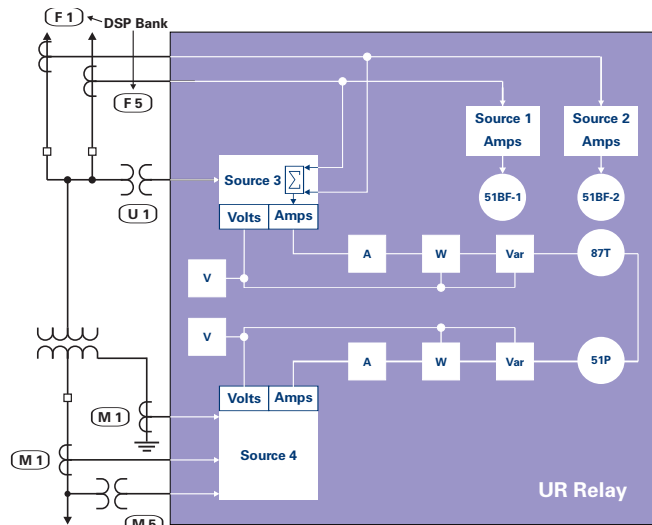 F 1
DSP Bank
F 5
Source 1
Amps
Source 2
Amps
Source 3
Σ
51BF-1
51BF-2
U 1
Volts
Amps
A
W
Var
87T
V
V
A
W
Var
51P
Volts
Amps
M 1
Source 4
M 1
UR Relay
M 5